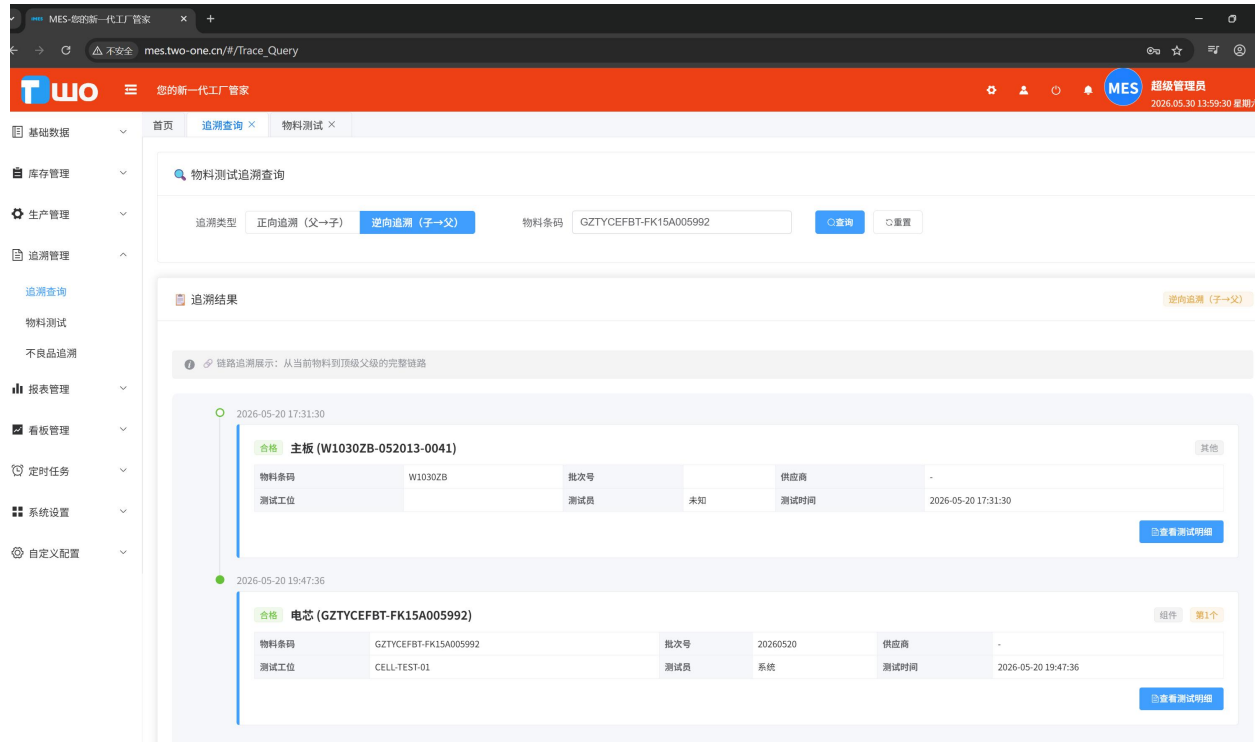 MES-您的新一代工厂管家
不安全 mes.two-one.cn/#/Trace_Query
TWO 您的新一代工厂管家 MES 超级管理员
2026.05.30 13:59:30
首页 追溯查询 物料测试
基础数据
库存管理
生产管理
追溯管理
追溯查询
物料测试
不良品追溯
报表管理
看板管理
定时任务
系统设置
自定义配置
物料测试追溯查询
追溯类型 正向追溯（父→子） 逆向追溯（子→父） 物料条码 GZTYCEFBT-FK15A005992 查询 重置
追溯结果 逆向追溯（子→父）
链路追溯展示：从当前物料到顶级父级的完整链路
2026-05-20 17:31:30
合格 主板 (W1030ZB-052013-0041) 其他
物料条码 W1030ZB 批次号 供应商 -
测试工位 测试员 未知 测试时间 2026-05-20 17:31:30
查看测试明细
2026-05-20 19:47:36
合格 电芯 (GZTYCEFBT-FK15A005992) 组件 第1个
物料条码 GZTYCEFBT-FK15A005992 批次号 20260520 供应商 -
测试工位 CELL-TEST-01 测试员 系统 测试时间 2026-05-20 19:47:36
查看测试明细